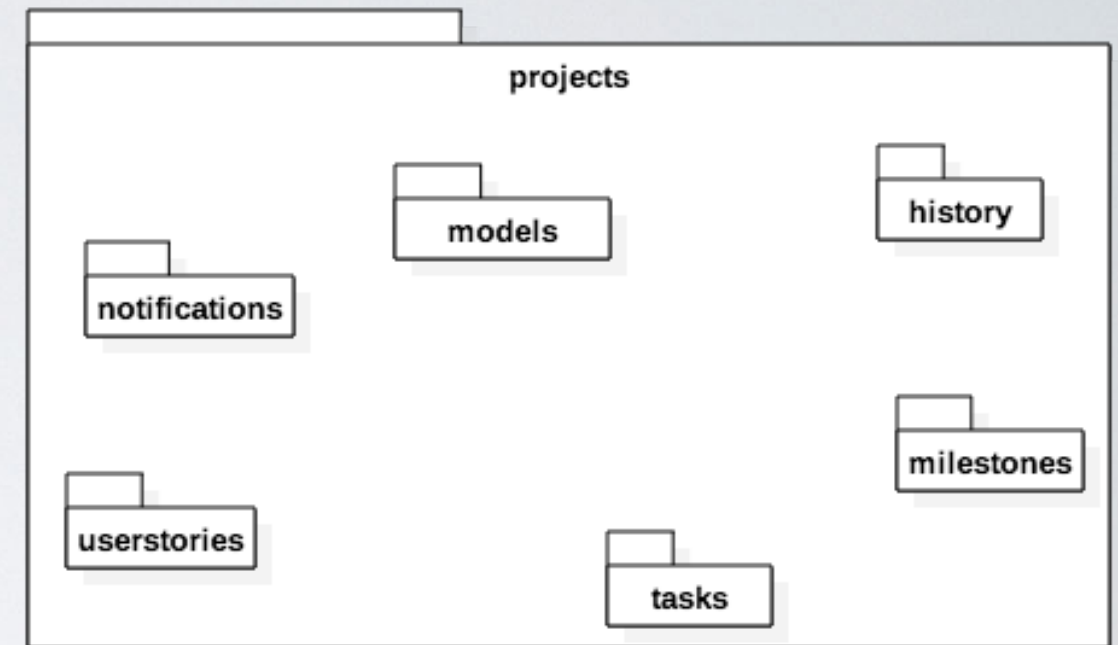 projects
models
history
notifications
milestones
userstories
tasks